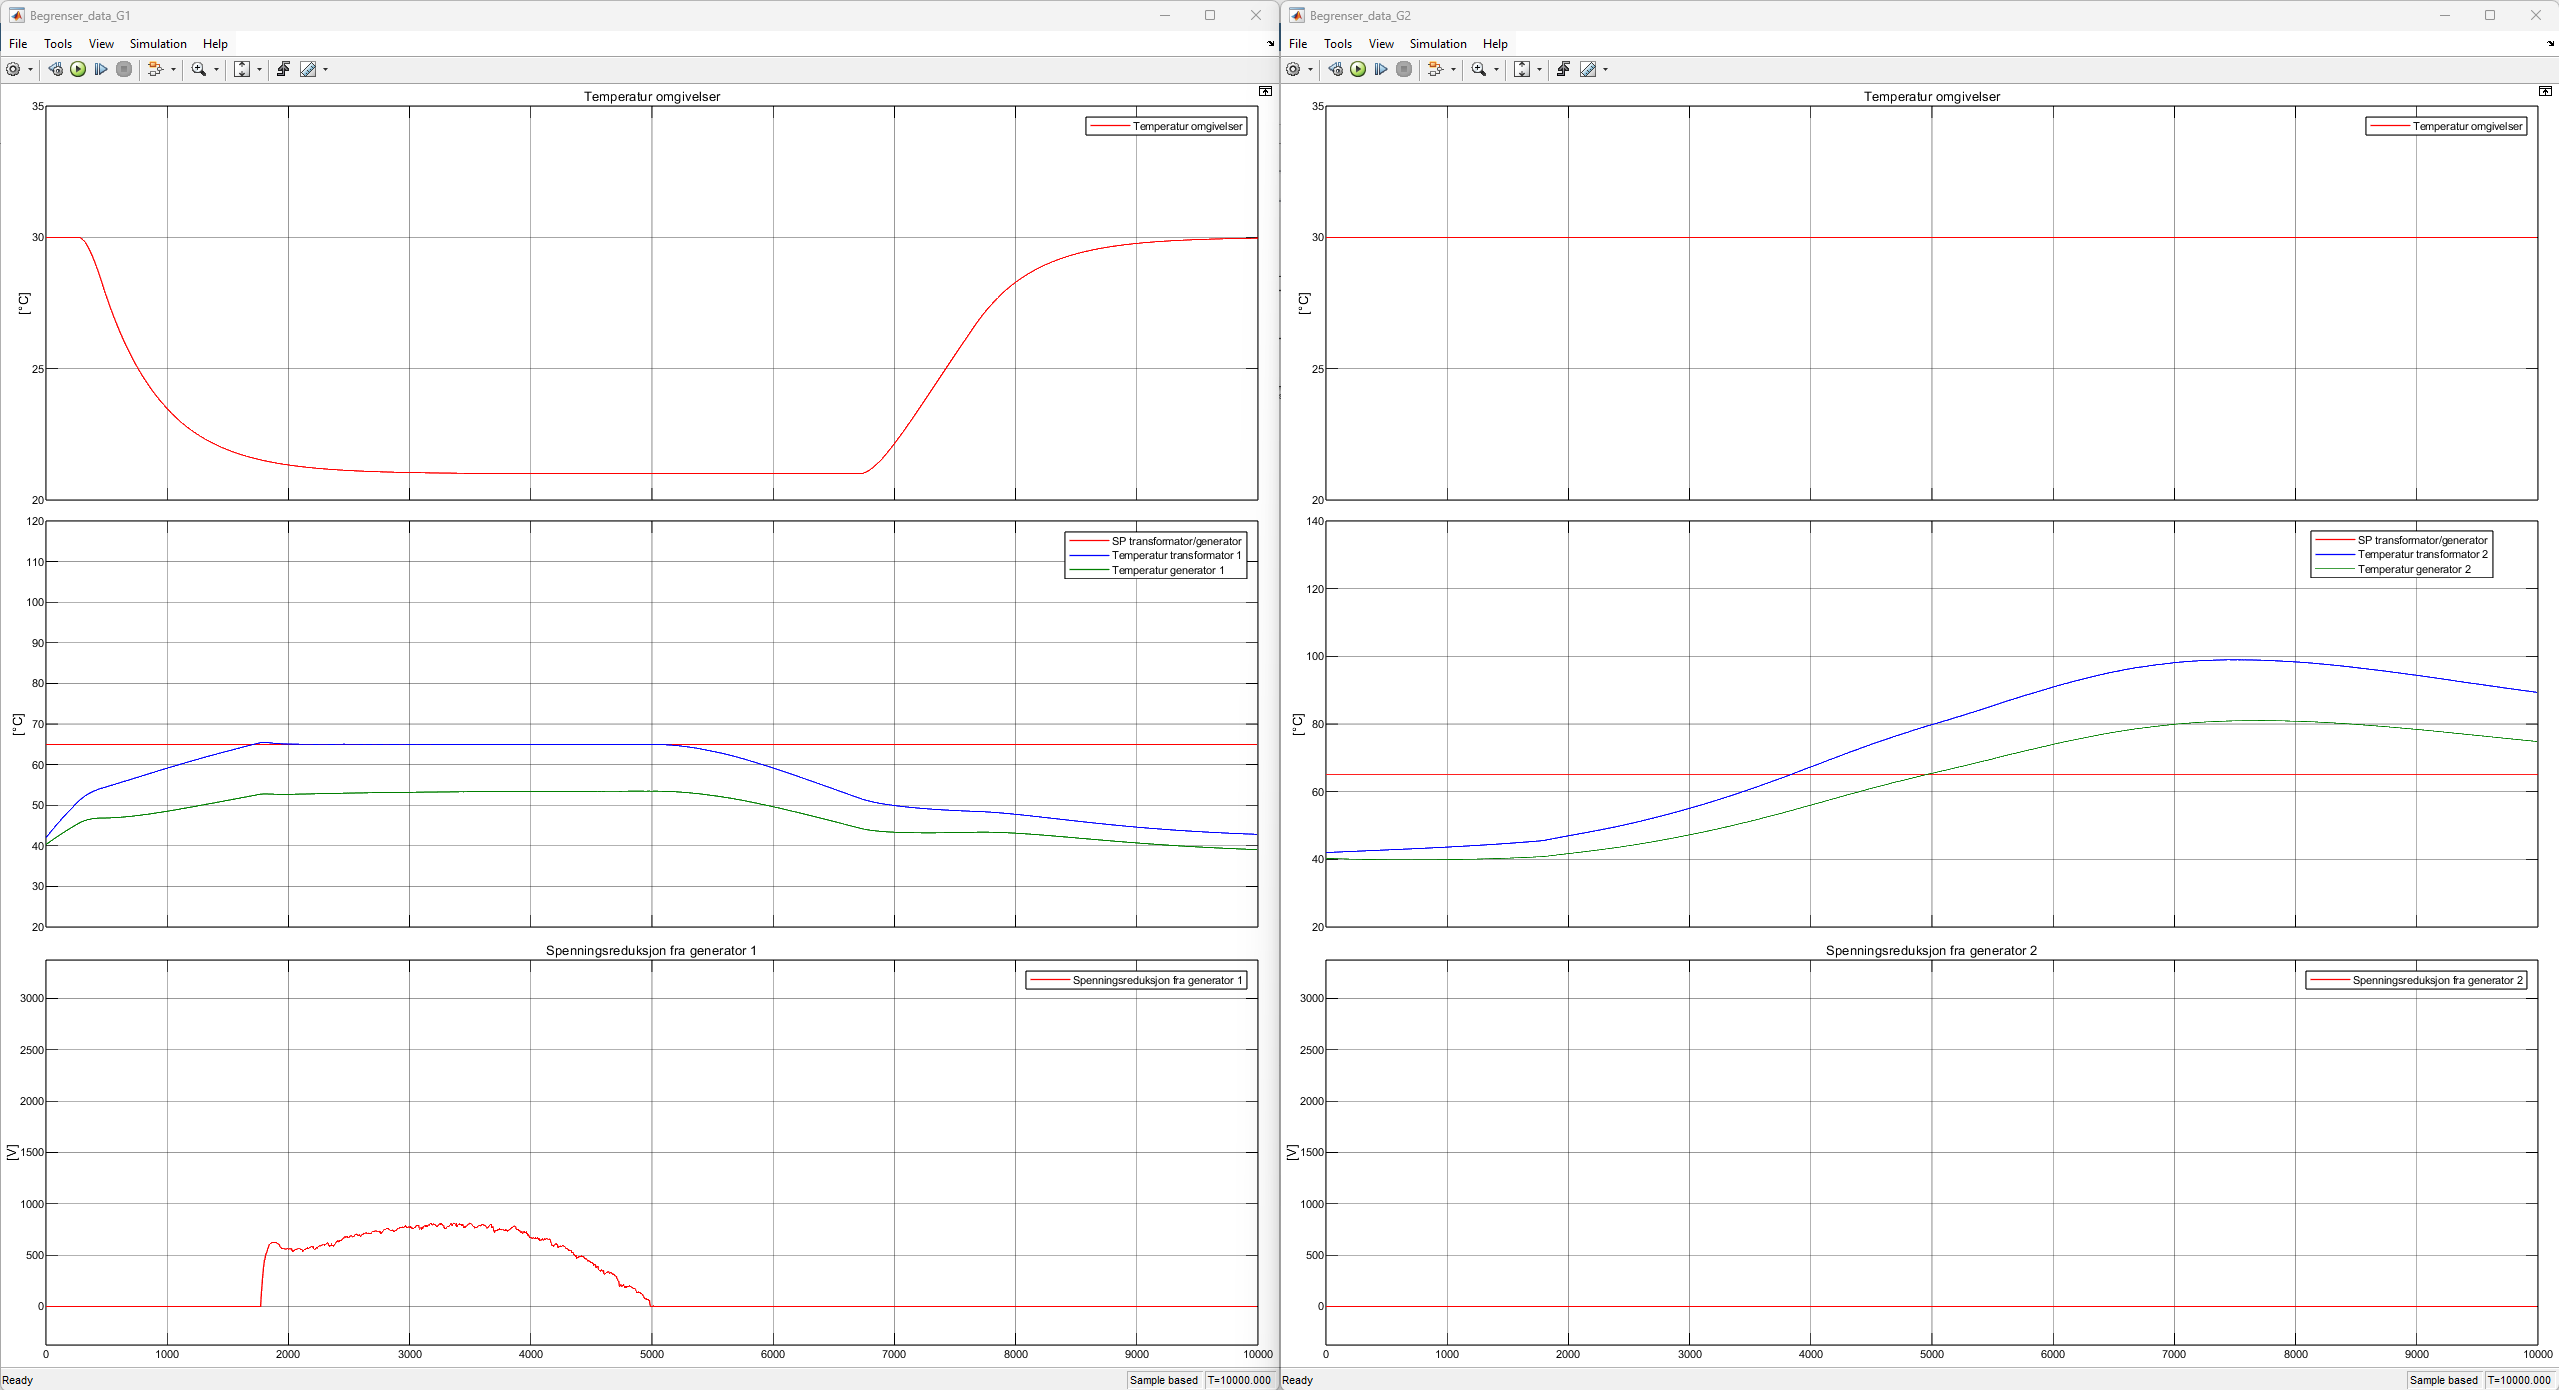 Begrenser_data_G1
File Tools View Simulation Help
Temperatur omgivelser
Temperatur omgivelser
35
30
25
20
[°C]
SP transformator/generator
Temperatur transformator 1
Temperatur generator 1
120
110
100
90
80
70
60
50
40
30
20
[°C]
Spenningsreduksjon fra generator 1
Spenningsreduksjon fra generator 1
3000
2500
2000
1500
1000
500
0
[V]
0 1000 2000 3000 4000 5000 6000 7000 8000 9000 10000
Ready Sample based T=10000.000
Begrenser_data_G2
File Tools View Simulation Help
Temperatur omgivelser
Temperatur omgivelser
35
30
25
20
[°C]
SP transformator/generator
Temperatur transformator 2
Temperatur generator 2
140
120
100
80
60
40
20
[°C]
Spenningsreduksjon fra generator 2
Spenningsreduksjon fra generator 2
3000
2500
2000
1500
1000
500
0
[V]
0 1000 2000 3000 4000 5000 6000 7000 8000 9000 10000
Ready Sample based T=10000.000